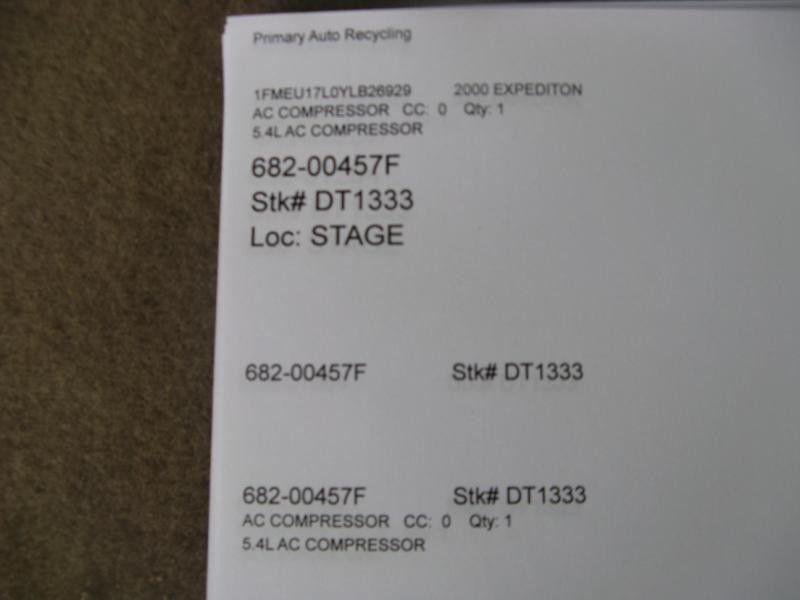 Primary Auto Recycling
1FMEU17L0YLB26929 2000 EXPEDITON
AC COMPRESSOR CC: 0 Qty: 1
5.4L AC COMPRESSOR
682-00457F
Stk# DT1333
Loc: STAGE
682-00457F Stk# DT1333
682-00457F Stk# DT1333
AC COMPRESSOR CC: 0 Qty: 1
5.4L AC COMPRESSOR